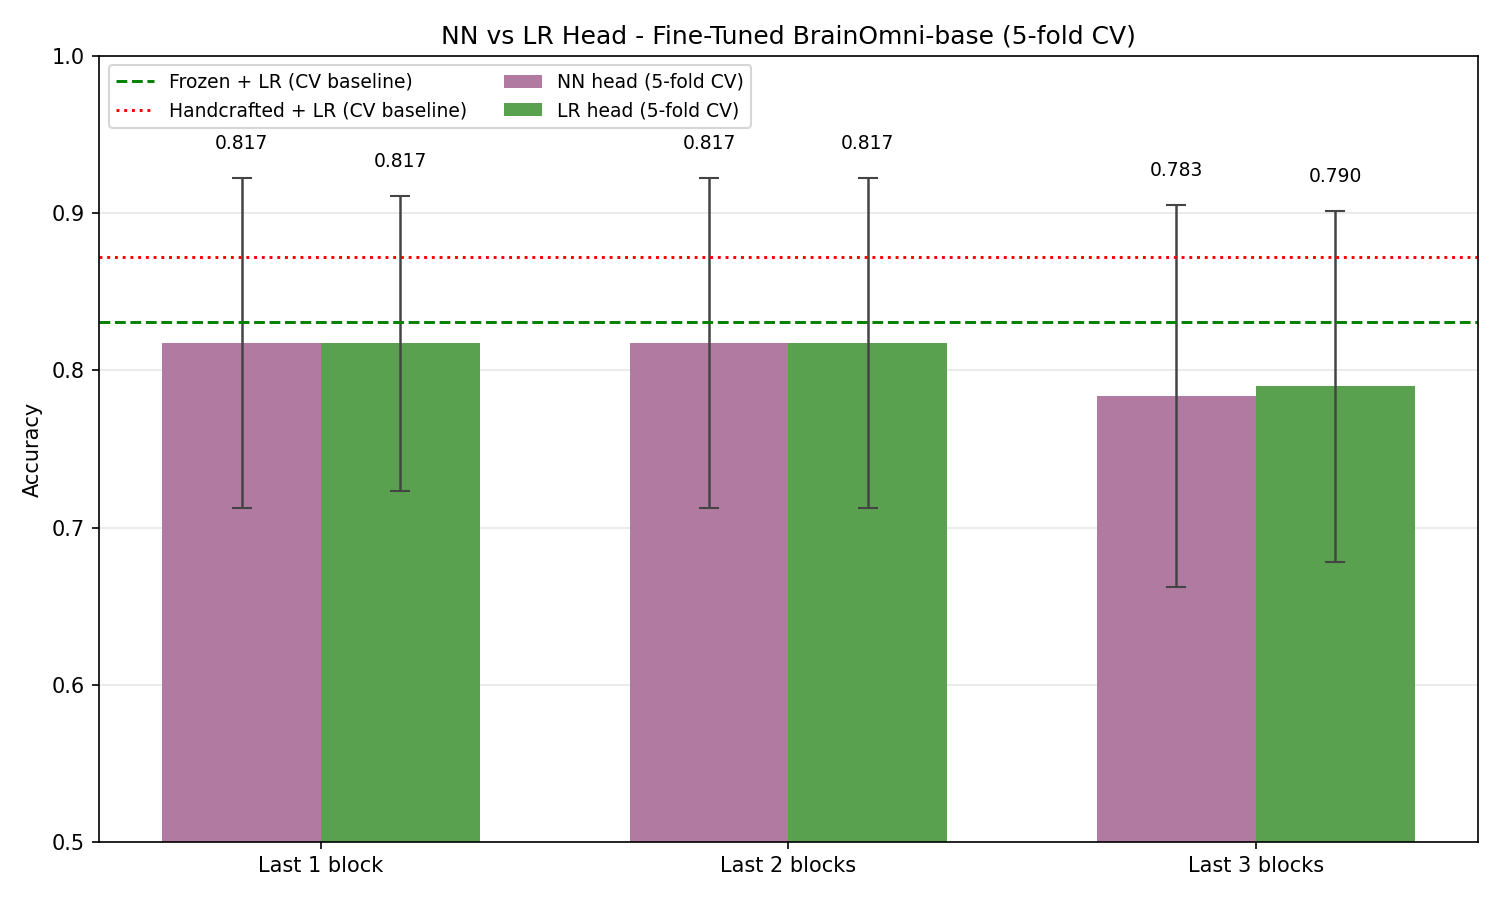 NN vs LR Head - Fine-Tuned BrainOmni-base (5-fold CV)
Frozen + LR (CV baseline)
Handcrafted + LR (CV baseline)
NN head (5-fold CV)
LR head (5-fold CV)
0.817
0.817
0.817
0.817
0.783
0.790
Accuracy
1.0
0.9
0.8
0.7
0.6
0.5
Last 1 block
Last 2 blocks
Last 3 blocks